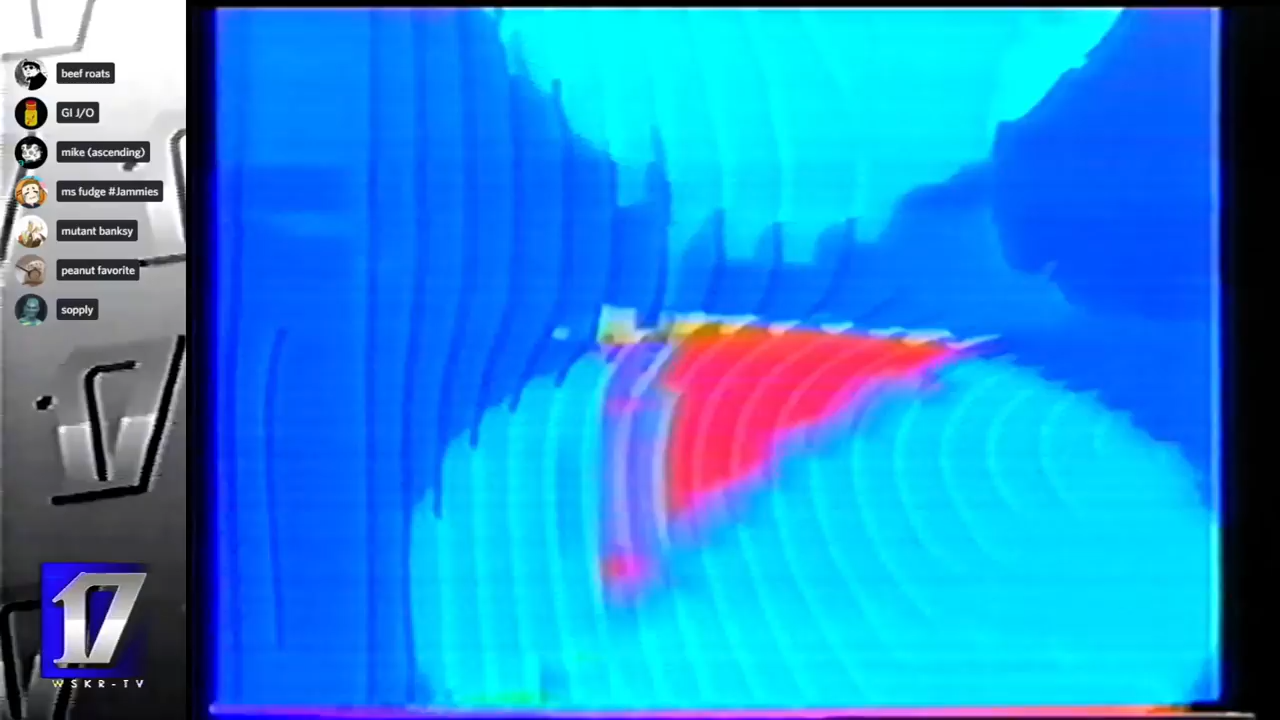 beef roats
GI J/O
mike (ascending)
ms fudge #Jammies
mutant banksy
peanut favorite
sopply
17
WSKR-TV